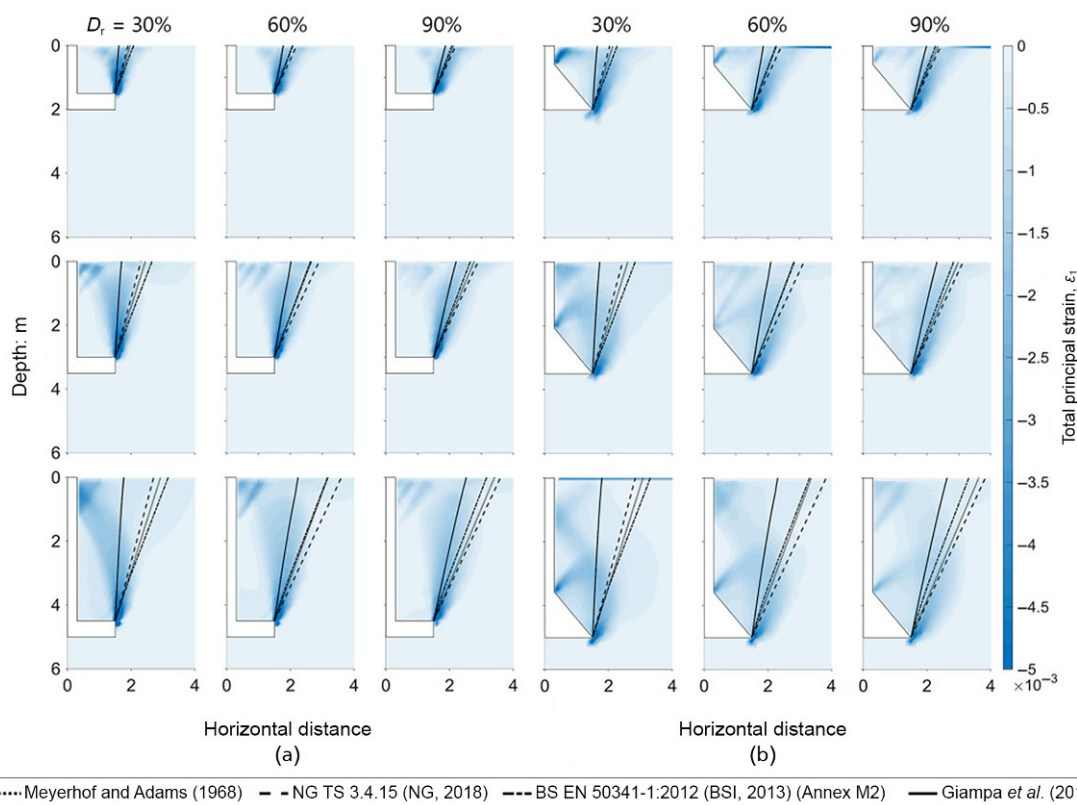 Dr = 30% 60% 90% 30% 60% 90%
0 0
2 −0.5
4 −1
6 −1.5
0
2 −2
4 −2.5
6 −3
0 −3.5
2 −4
4 −4.5
6 −5
×10−3
0 2 4 0 2 4 0 2 4 0 2 4 0 2 4 0 2 4
Depth: m
Total principal strain, ε1
Horizontal distance Horizontal distance
(a) (b)
Meyerhof and Adams (1968) NG TS 3.4.15 (NG, 2018) BS EN 50341-1:2012 (BSI, 2013) (Annex M2) Giampa et al.